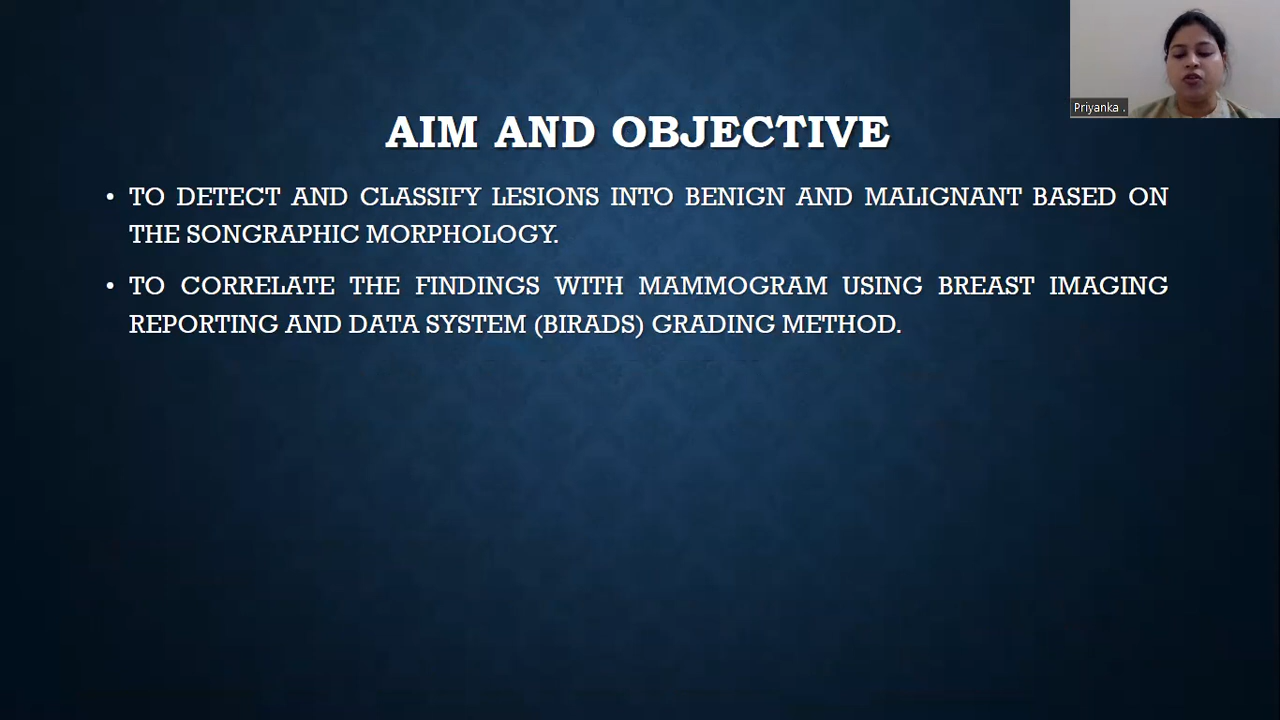 Priyanka .
AIM AND OBJECTIVE
• TO DETECT AND CLASSIFY LESIONS INTO BENIGN AND MALIGNANT BASED ON
THE SONGRAPHIC MORPHOLOGY.
• TO CORRELATE THE FINDINGS WITH MAMMOGRAM USING BREAST IMAGING
REPORTING AND DATA SYSTEM (BIRADS) GRADING METHOD.